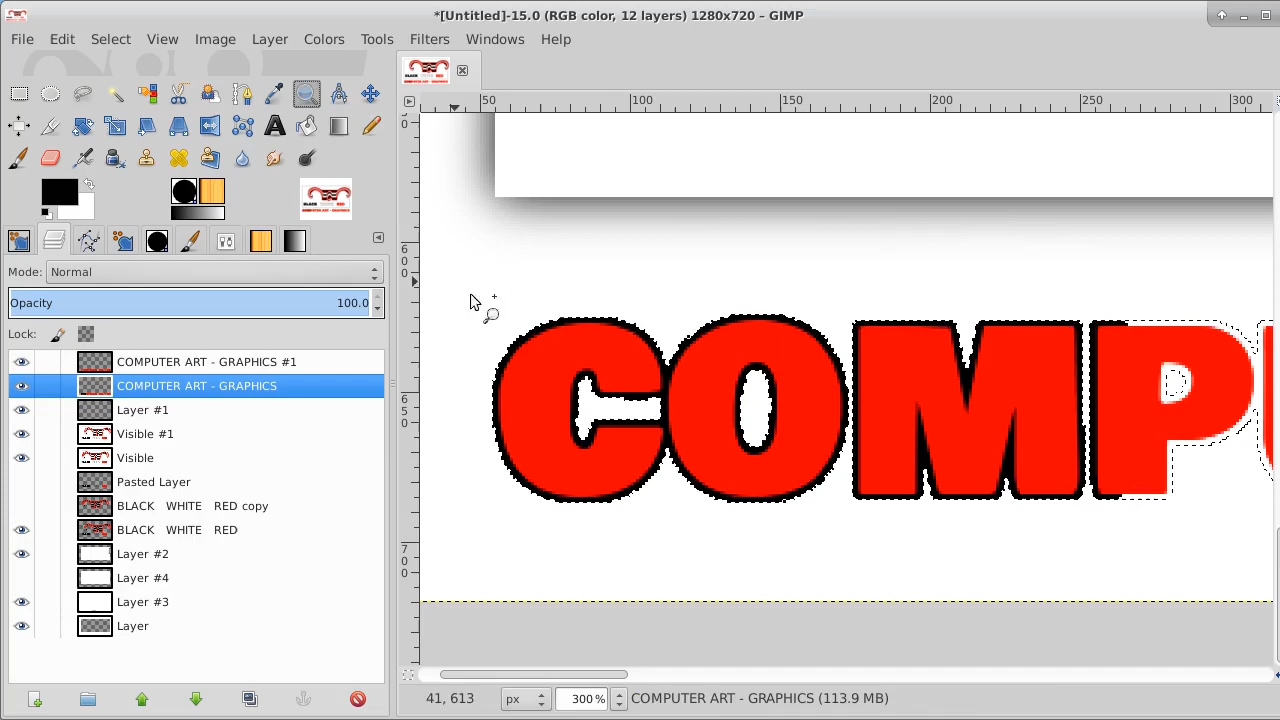 *[Untitled]-15.0 (RGB color, 12 layers) 1280x720 – GIMP
File Edit Select View Image Layer Colors Tools Filters Windows Help
50 100 150 200 250 300
Mode: Normal
Opacity 100.0
Lock:
COMPUTER ART - GRAPHICS #1
COMPUTER ART - GRAPHICS
Layer #1
Visible #1
Visible
Pasted Layer
BLACK WHITE RED copy
BLACK WHITE RED
Layer #2
Layer #4
Layer #3
Layer
600
650
700
COMP
41, 613 px 300 % COMPUTER ART - GRAPHICS (113.9 MB)